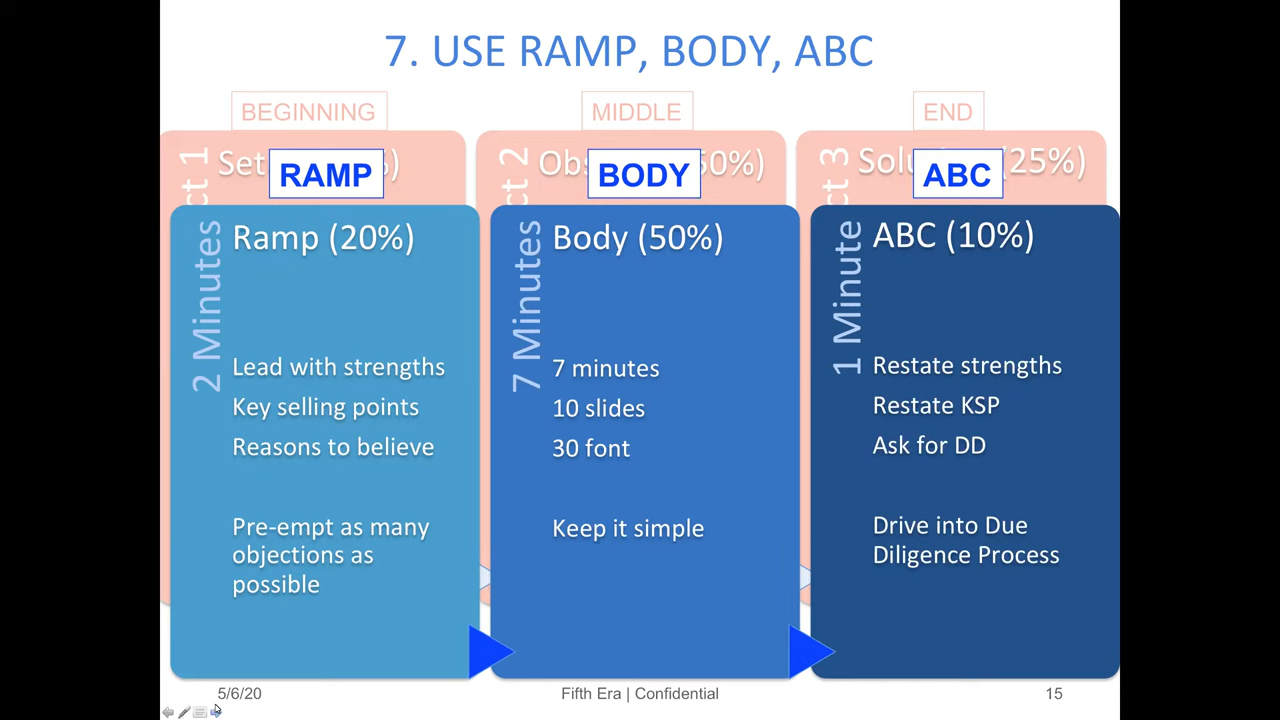 7. USE RAMP, BODY, ABC
BEGINNING
MIDDLE
END
RAMP
BODY
ABC
50%)
(25%)
2 Minutes
Ramp (20%)
Lead with strengths
Key selling points
Reasons to believe
Pre-empt as many
objections as
possible
7 Minutes
Body (50%)
7 minutes
10 slides
30 font
Keep it simple
1 Minute
ABC (10%)
Restate strengths
Restate KSP
Ask for DD
Drive into Due
Diligence Process
5/6/20
Fifth Era | Confidential
15